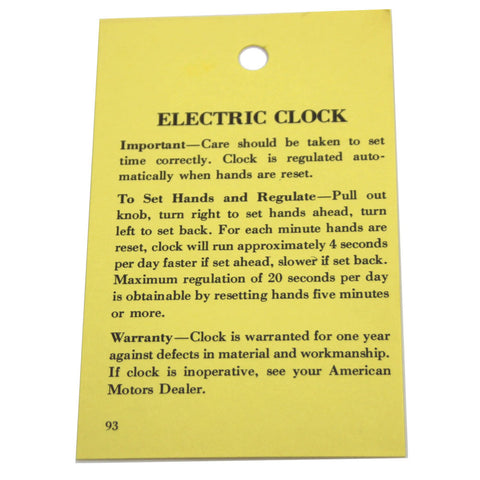 ELECTRIC CLOCK
Important—Care should be taken to set
time correctly. Clock is regulated auto-
matically when hands are reset.
To Set Hands and Regulate—Pull out
knob, turn right to set hands ahead, turn
left to set back. For each minute hands are
reset, clock will run approximately 4 seconds
per day faster if set ahead, slower if set back.
Maximum regulation of 20 seconds per day
is obtainable by resetting hands five minutes
or more.
Warranty—Clock is warranted for one year
against defects in material and workmanship.
If clock is inoperative, see your American
Motors Dealer.
93